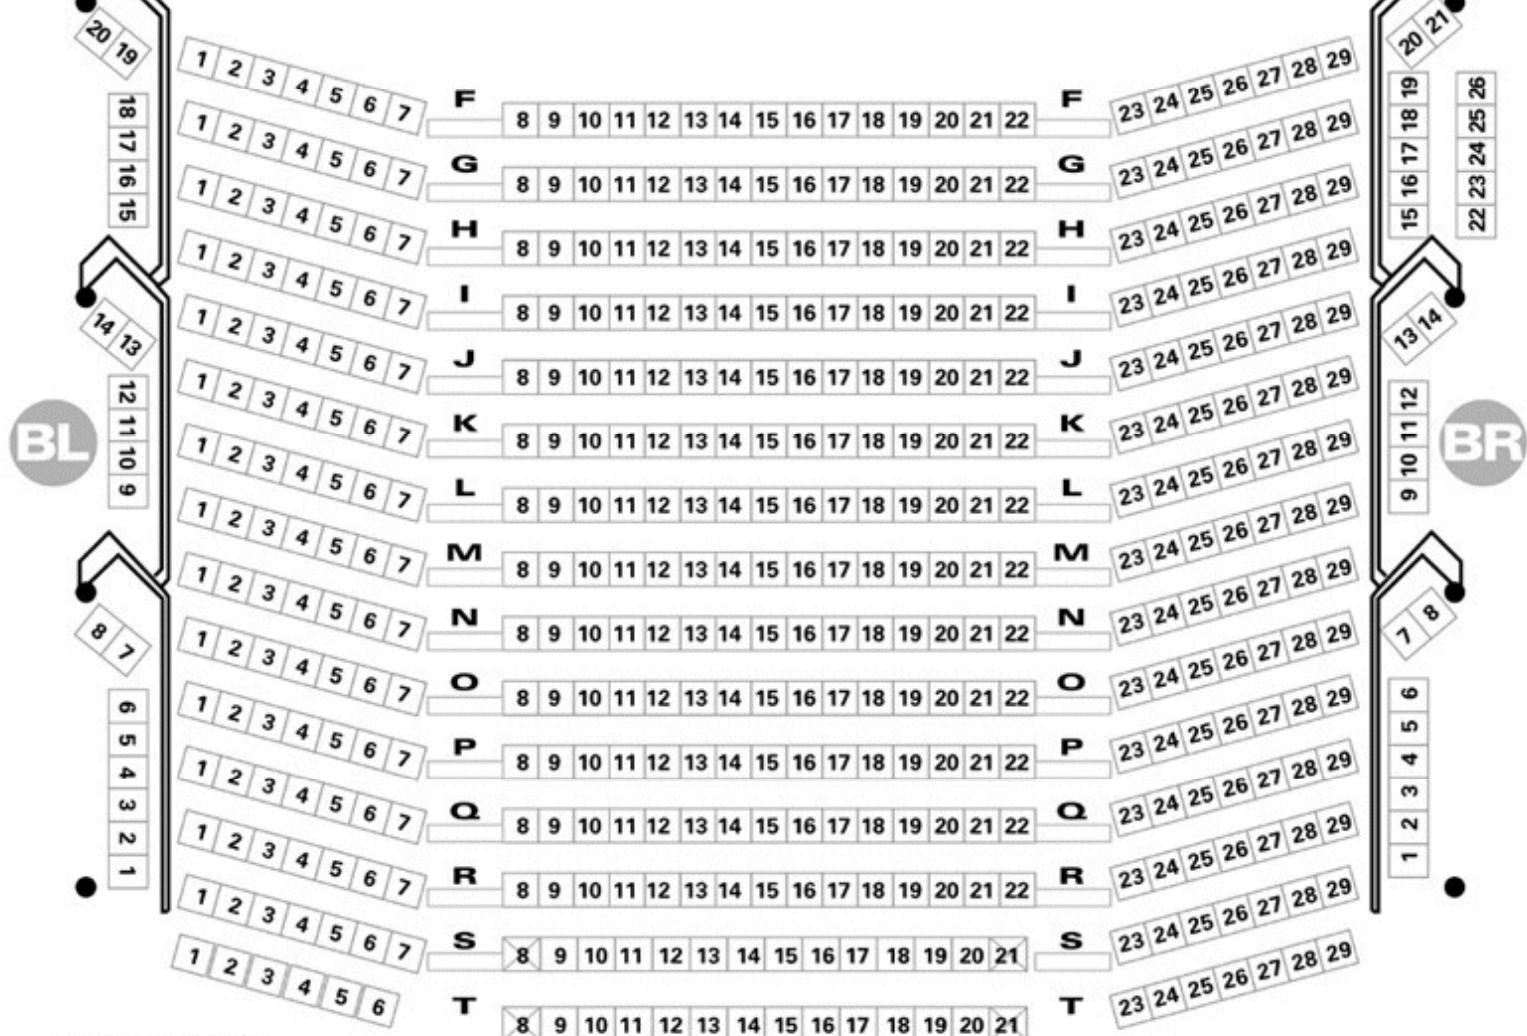 20 19
18
17
16
15
14 13
12
11
10
9
BL
8 7
6
5
4
3
2
1
1 2 3 4 5 6 7 F 8 9 10 11 12 13 14 15 16 17 18 19 20 21 22 F 23 24 25 26 27 28 29
1 2 3 4 5 6 7 G 8 9 10 11 12 13 14 15 16 17 18 19 20 21 22 G 23 24 25 26 27 28 29
1 2 3 4 5 6 7 H 8 9 10 11 12 13 14 15 16 17 18 19 20 21 22 H 23 24 25 26 27 28 29
1 2 3 4 5 6 7 I 8 9 10 11 12 13 14 15 16 17 18 19 20 21 22 I 23 24 25 26 27 28 29
1 2 3 4 5 6 7 J 8 9 10 11 12 13 14 15 16 17 18 19 20 21 22 J 23 24 25 26 27 28 29
1 2 3 4 5 6 7 K 8 9 10 11 12 13 14 15 16 17 18 19 20 21 22 K 23 24 25 26 27 28 29
1 2 3 4 5 6 7 L 8 9 10 11 12 13 14 15 16 17 18 19 20 21 22 L 23 24 25 26 27 28 29
1 2 3 4 5 6 7 M 8 9 10 11 12 13 14 15 16 17 18 19 20 21 22 M 23 24 25 26 27 28 29
1 2 3 4 5 6 7 N 8 9 10 11 12 13 14 15 16 17 18 19 20 21 22 N 23 24 25 26 27 28 29
1 2 3 4 5 6 7 O 8 9 10 11 12 13 14 15 16 17 18 19 20 21 22 O 23 24 25 26 27 28 29
1 2 3 4 5 6 7 P 8 9 10 11 12 13 14 15 16 17 18 19 20 21 22 P 23 24 25 26 27 28 29
1 2 3 4 5 6 7 Q 8 9 10 11 12 13 14 15 16 17 18 19 20 21 22 Q 23 24 25 26 27 28 29
1 2 3 4 5 6 7 R 8 9 10 11 12 13 14 15 16 17 18 19 20 21 22 R 23 24 25 26 27 28 29
1 2 3 4 5 6 7 S 8 9 10 11 12 13 14 15 16 17 18 19 20 21 S 23 24 25 26 27 28 29
1 2 3 4 5 6 T 8 9 10 11 12 13 14 15 16 17 18 19 20 21 T 23 24 25 26 27 28 29
20 21
19 26
18 25
17 24
16 23
15 22
13 14
12
11
10
9
BR
7 8
6
5
4
3
2
1